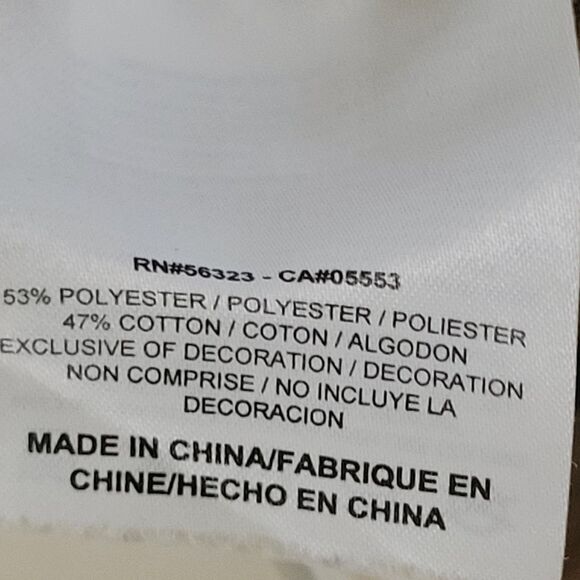 RN#56323 - CA#05553
53% POLYESTER / POLYESTER / POLIESTER
47% COTTON / COTON / ALGODON
EXCLUSIVE OF DECORATION / DECORATION
NON COMPRISE / NO INCLUYE LA
DECORACION
MADE IN CHINA/FABRIQUE EN
CHINE/HECHO EN CHINA